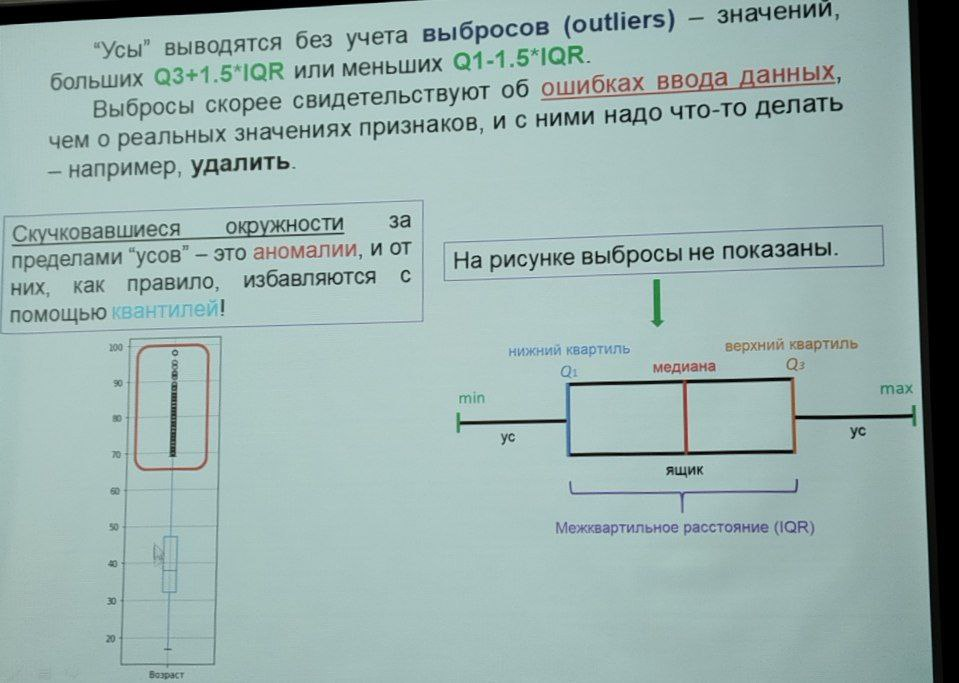 “Усы” выводятся без учета выбросов (outliers) – значений,
больших Q3+1.5*IQR или меньших Q1-1.5*IQR.
Выбросы скорее свидетельствуют об ошибках ввода данных,
чем о реальных значениях признаков, и с ними надо что-то делать
– например, удалить.
Скучковавшиеся окружности за
пределами “усов” – это аномалии, и от
них, как правило, избавляются с
помощью квантилей!
На рисунке выбросы не показаны.
100
90
80
70
60
50
40
30
20
Возраст
нижний квартиль
Q1
медиана
верхний квартиль
Q3
min
max
ус
ус
ящик
Межквартильное расстояние (IQR)